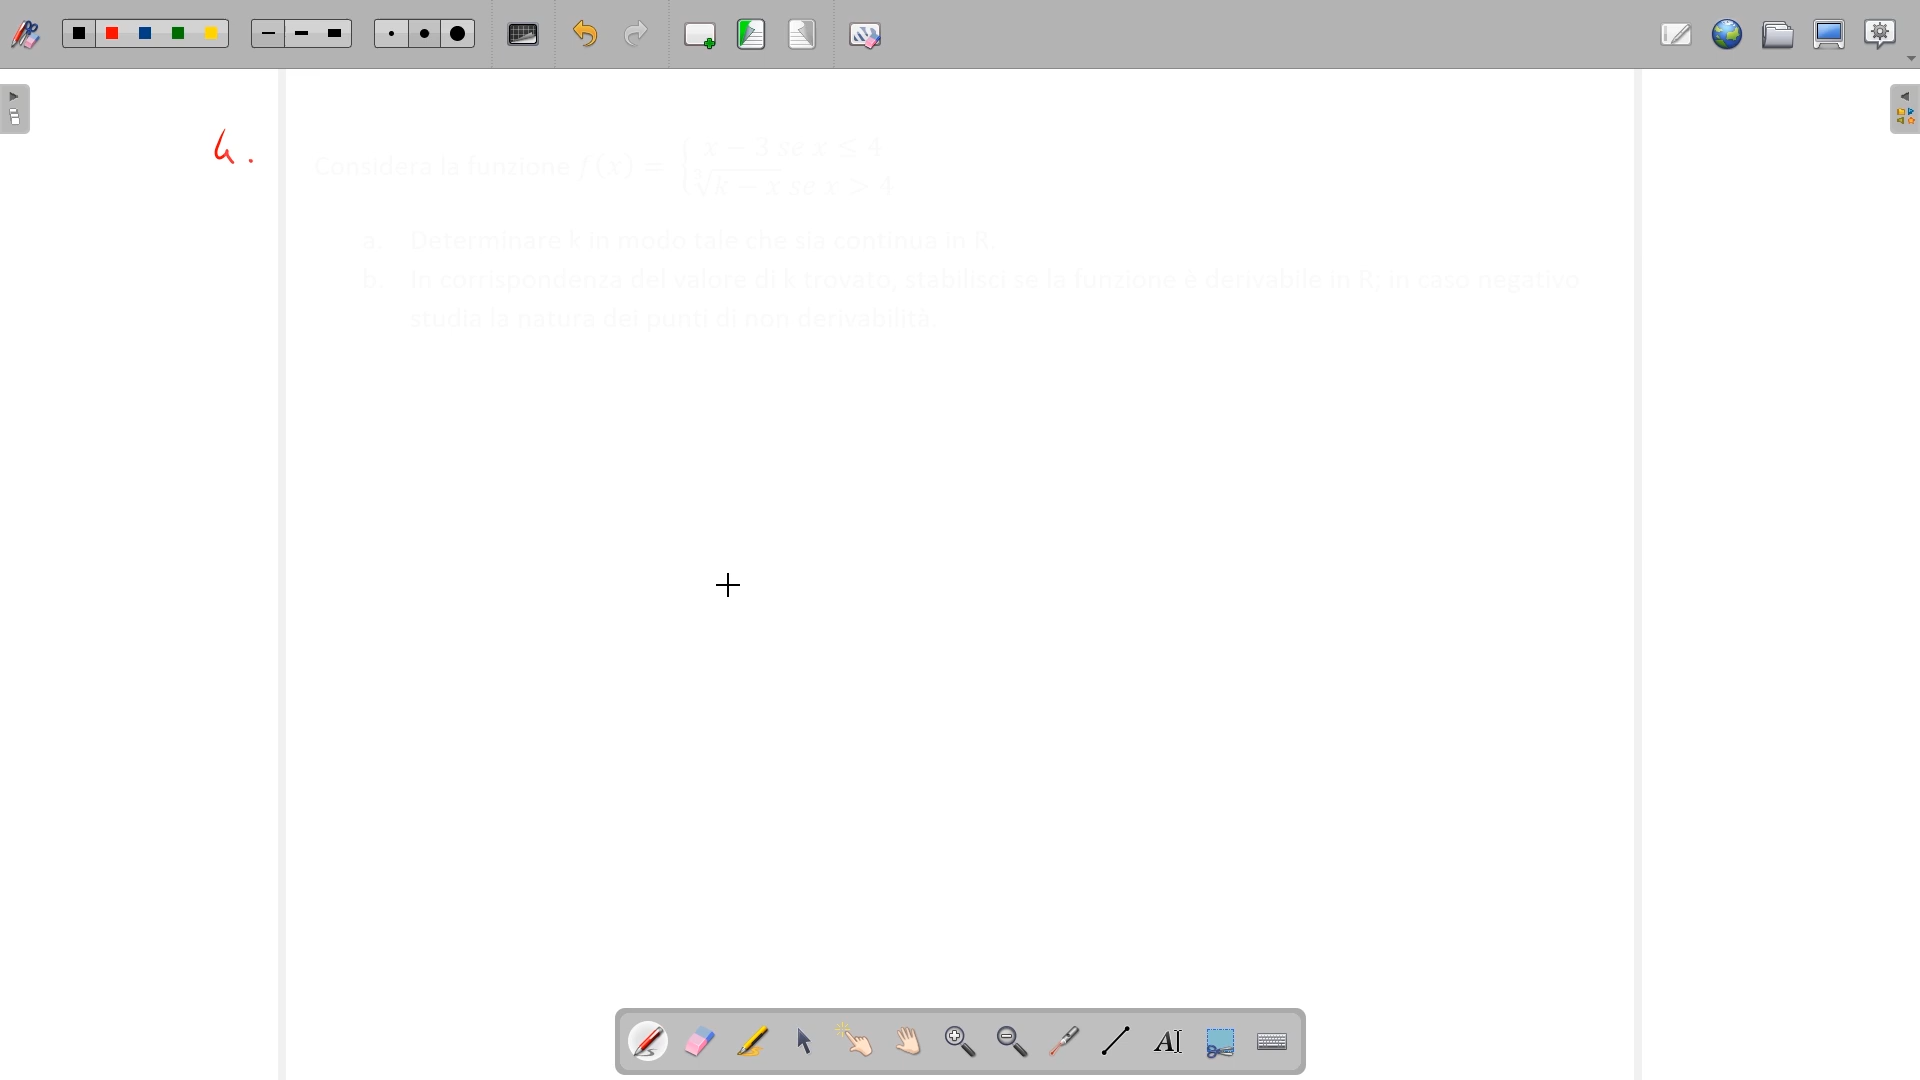 4.
Considera la funzione f(x) = { x − 3 se x ≤ 4
√k − x se x > 4
a. Determinare k in modo tale che sia continua in R.
b. In corrispondenza del valore di k trovato, stabilisci se la funzione è derivabile in R; in caso negativo
studia la natura dei punti di non derivabilità.
AI